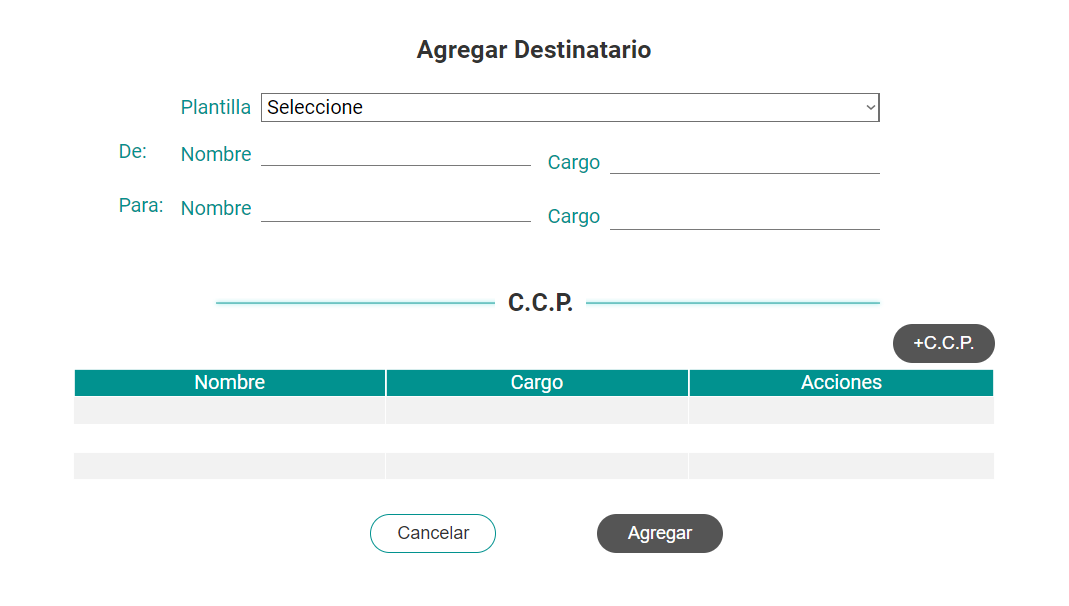 Agregar Destinatario
Plantilla Seleccione
De: Nombre Cargo
Para: Nombre Cargo
C.C.P.
+C.C.P.
Nombre Cargo Acciones
Cancelar Agregar